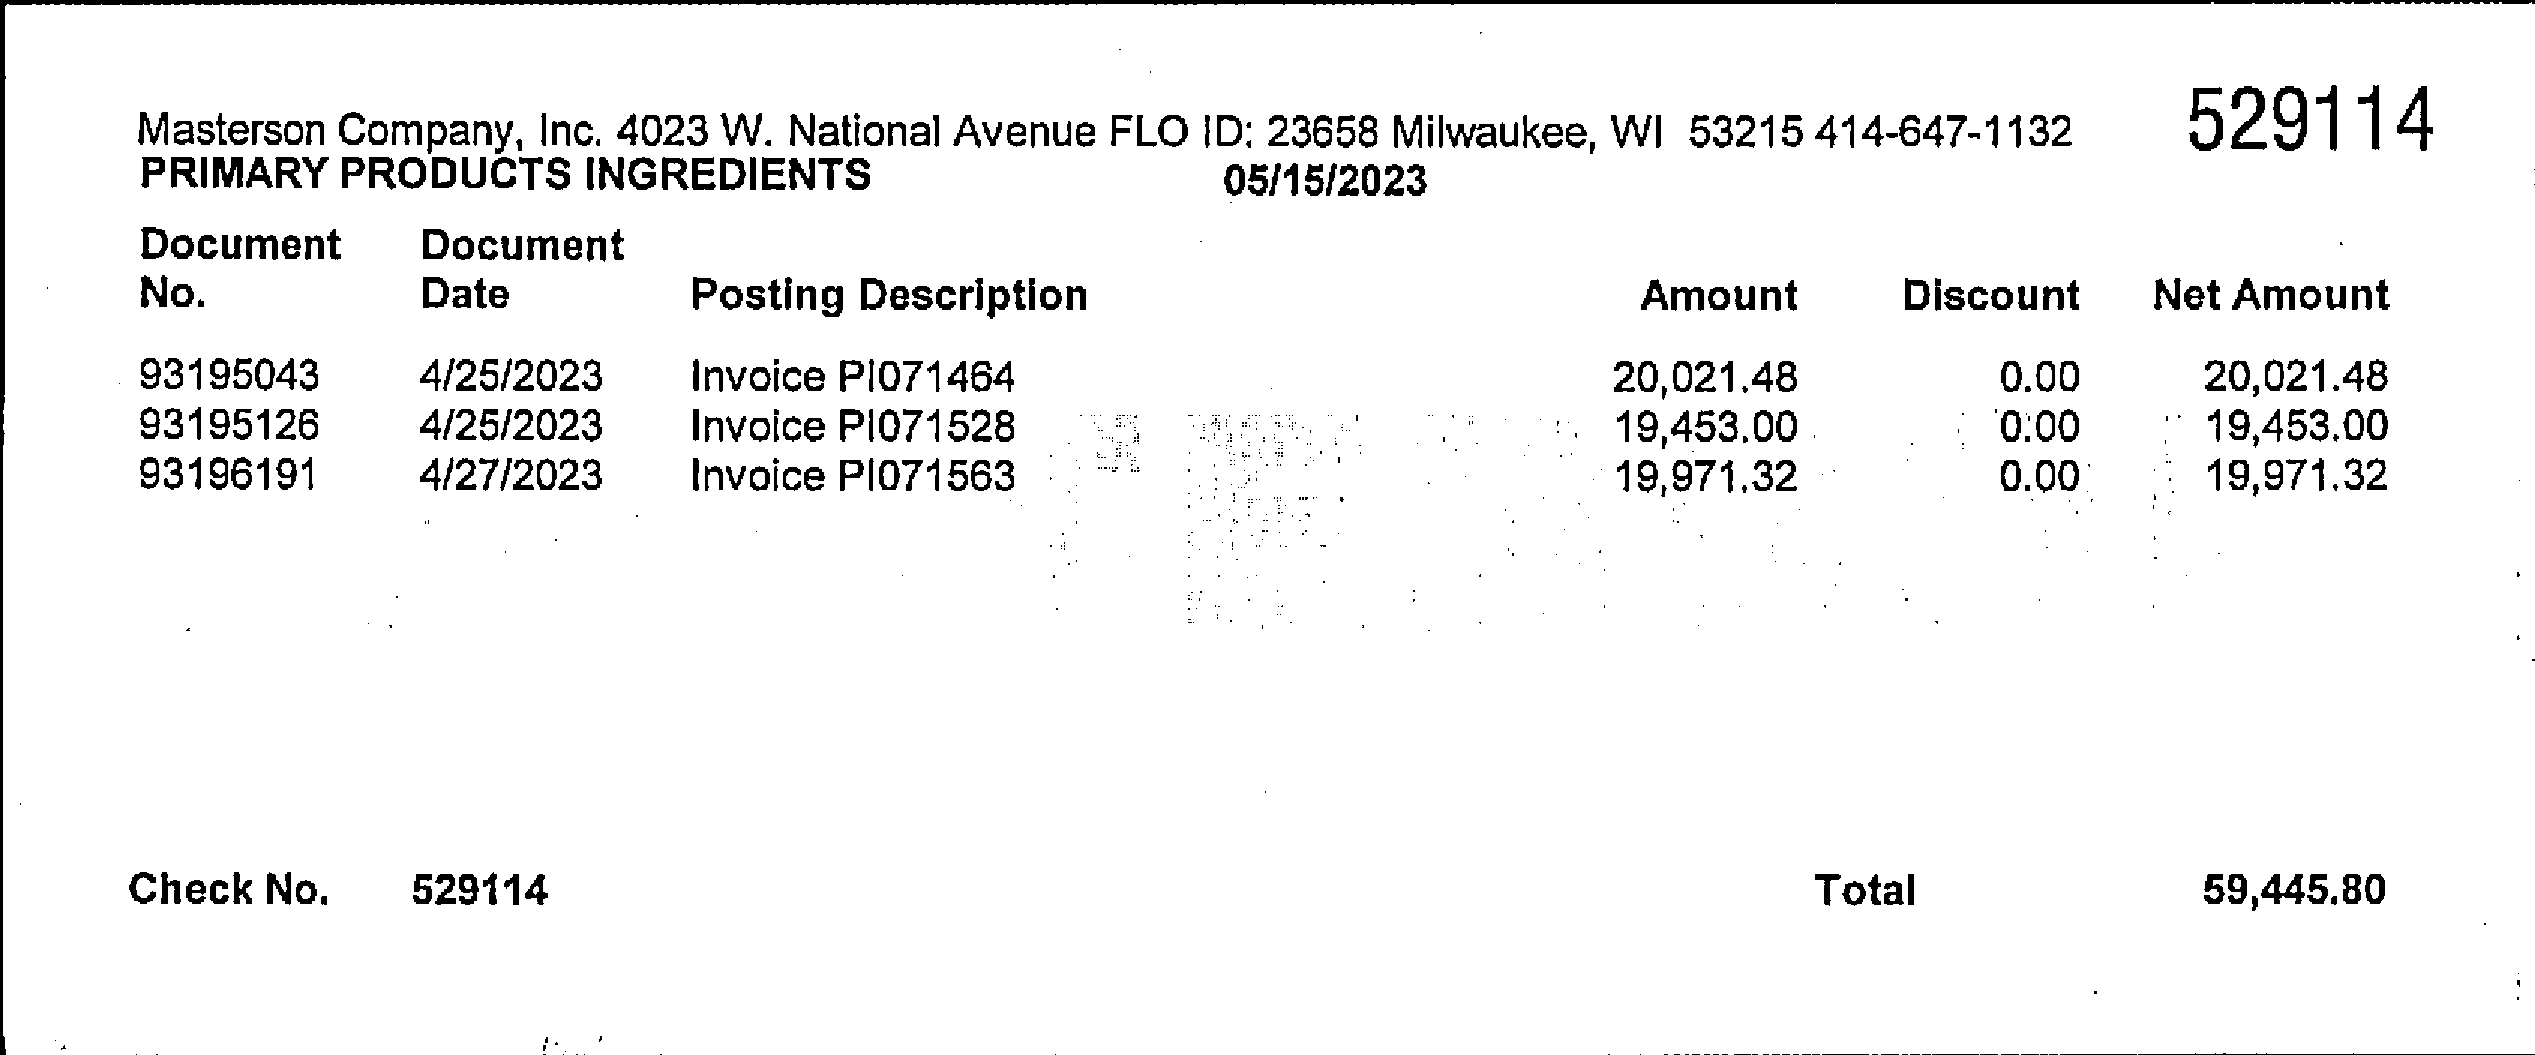 529114
Masterson Company, Inc. 4023 W. National Avenue FLO ID: 23658 Milwaukee, WI 53215 414-647-1132
PRIMARY PRODUCTS INGREDIENTS 05/15/2023
Document Document
No. Date Posting Description Amount Discount Net Amount
93195043 4/25/2023 Invoice PI071464 20,021.48 0.00 20,021.48
93195126 4/25/2023 Invoice PI071528 19,453.00 0.00 19,453.00
93196191 4/27/2023 Invoice PI071563 19,971.32 0.00 19,971.32
Check No. 529114 Total 59,445.80